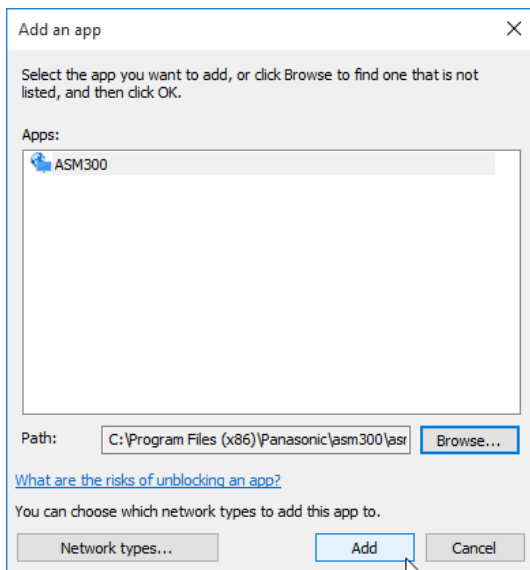 Add an app
Select the app you want to add, or click Browse to find one that is not
listed, and then click OK.
Apps:
ASM300
Path:
C:\Program Files (x86)\Panasonic\asm300\asr
Browse...
What are the risks of unblocking an app?
You can choose which network types to add this app to.
Network types...
Add
Cancel